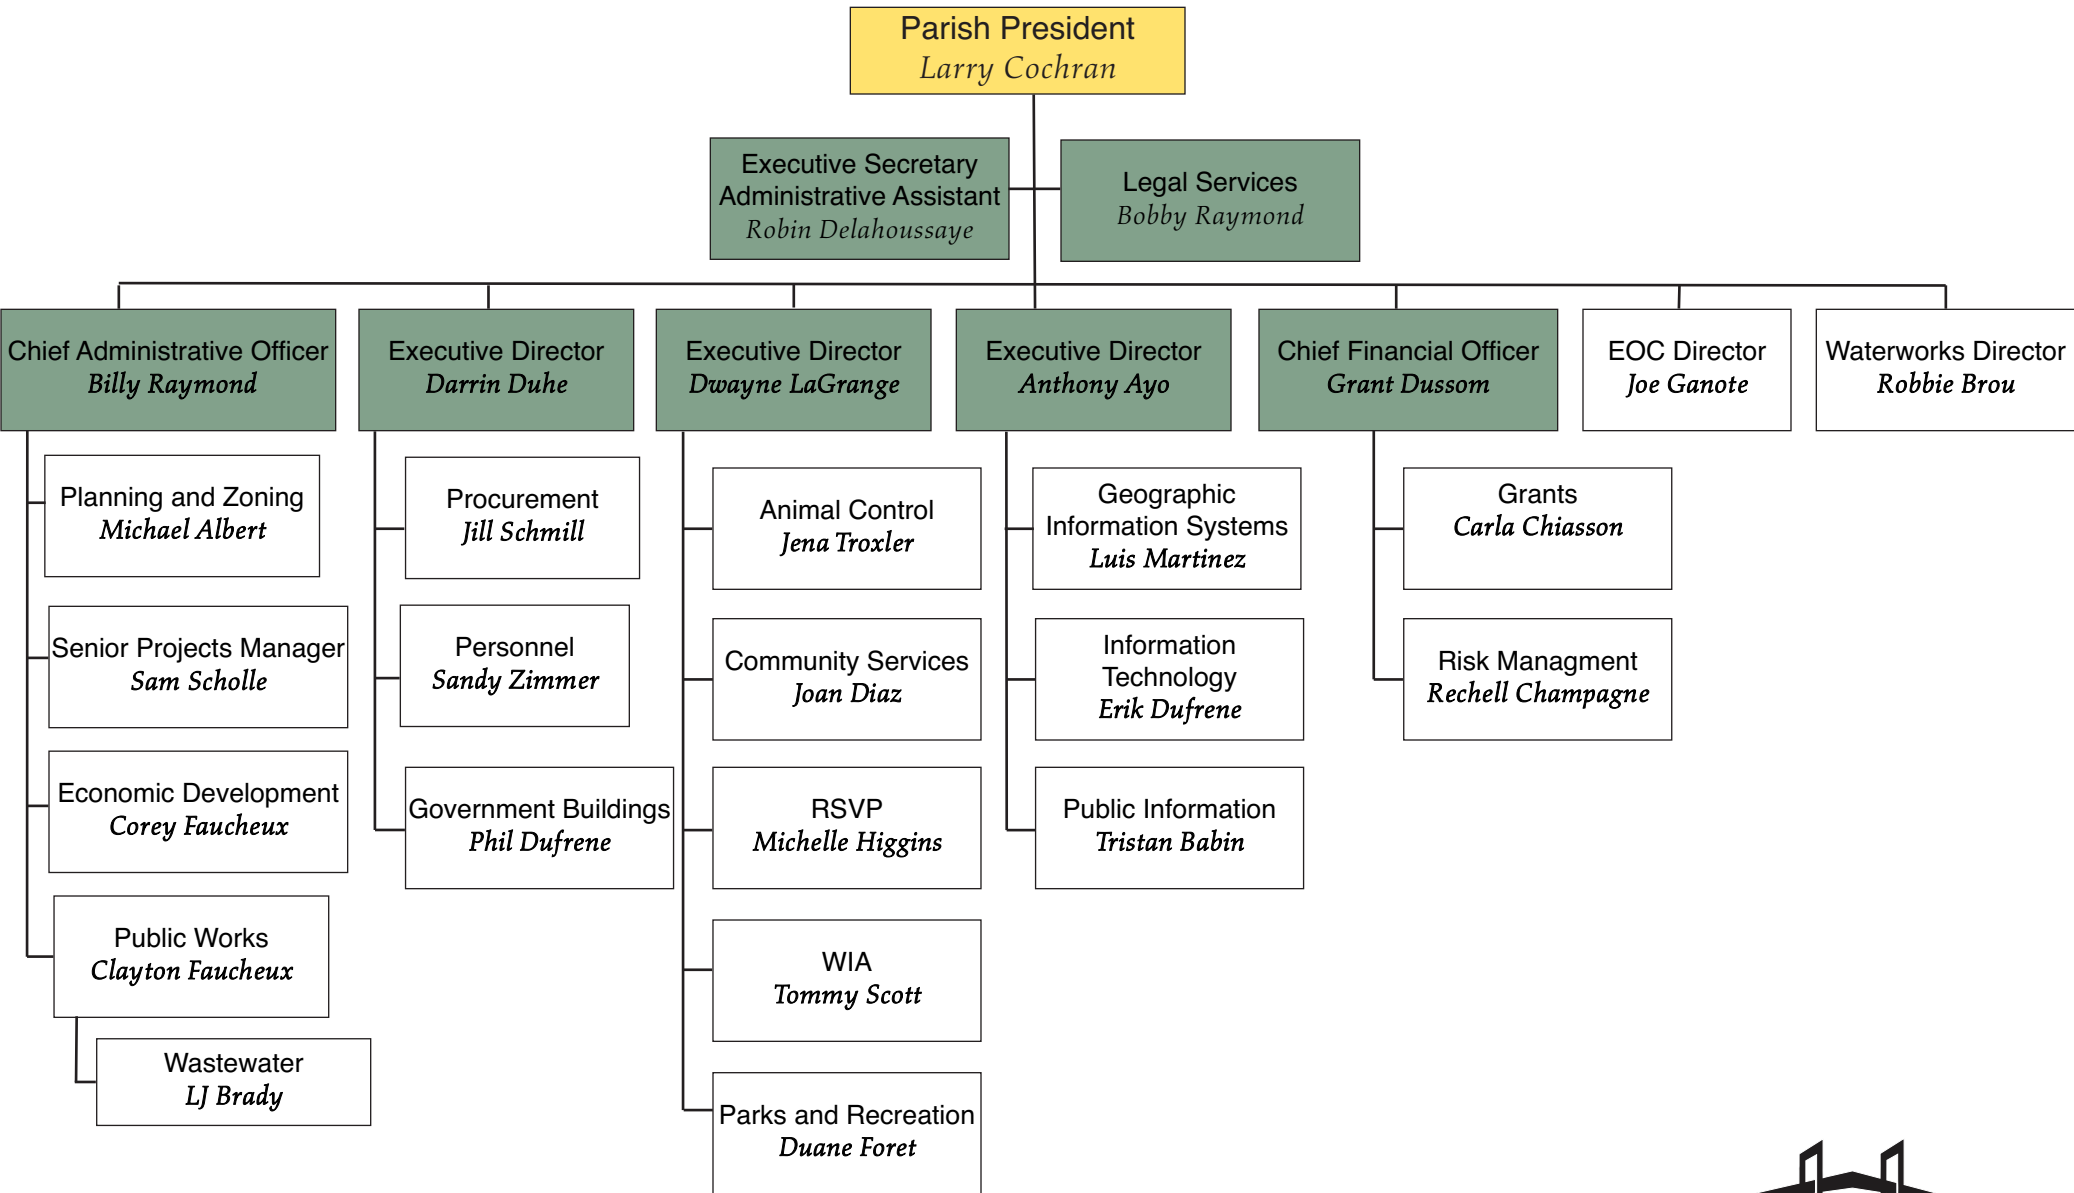 Parish President
Larry Cochran
Executive Secretary
Administrative Assistant
Robin Delahoussaye
Legal Services
Bobby Raymond
Chief Administrative Officer
Billy Raymond
Executive Director
Darrin Duhe
Executive Director
Dwayne LaGrange
Executive Director
Anthony Ayo
Chief Financial Officer
Grant Dussom
EOC Director
Joe Ganote
Waterworks Director
Robbie Brou
Planning and Zoning
Michael Albert
Senior Projects Manager
Sam Scholle
Economic Development
Corey Faucheux
Public Works
Clayton Faucheux
Wastewater
LJ Brady
Procurement
Jill Schmill
Personnel
Sandy Zimmer
Government Buildings
Phil Dufrene
Animal Control
Jena Troxler
Community Services
Joan Diaz
RSVP
Michelle Higgins
WIA
Tommy Scott
Parks and Recreation
Duane Foret
Geographic
Information Systems
Luis Martinez
Information
Technology
Erik Dufrene
Public Information
Tristan Babin
Grants
Carla Chiasson
Risk Managment
Rechell Champagne